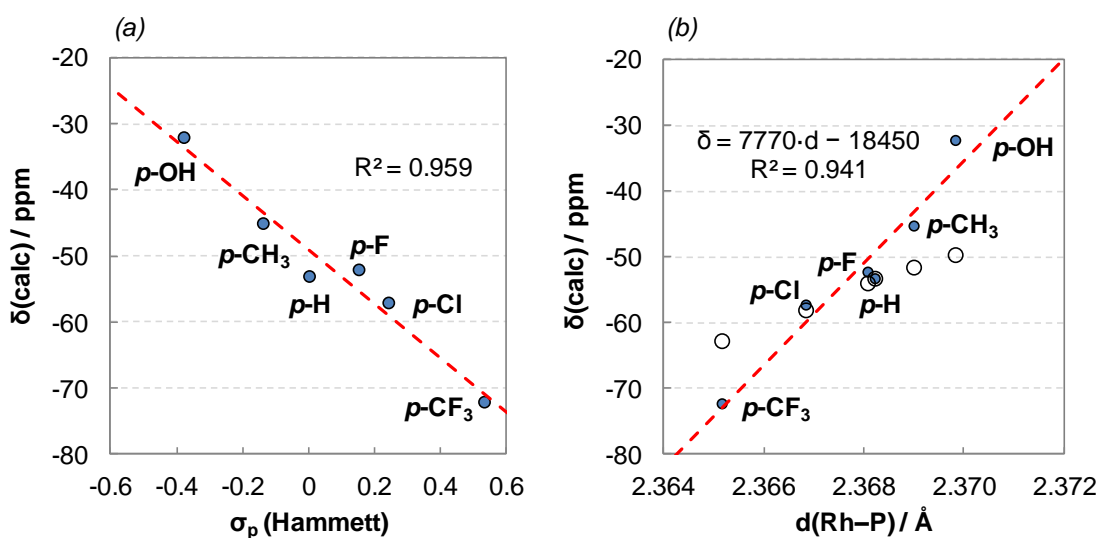 (a)
-20
-30
-40
-50
-60
-70
-80
δ(calc) / ppm
p-OH
R² = 0.959
p-CH₃
p-F
p-H
p-Cl
p-CF₃
-0.6 -0.4 -0.2 0 0.2 0.4 0.6
σp (Hammett)
(b)
-20
-30
-40
-50
-60
-70
-80
δ(calc) / ppm
δ = 7770·d − 18450
R² = 0.941
p-OH
p-CH₃
p-F
p-Cl
p-H
p-CF₃
2.364 2.366 2.368 2.370 2.372
d(Rh–P) / Å